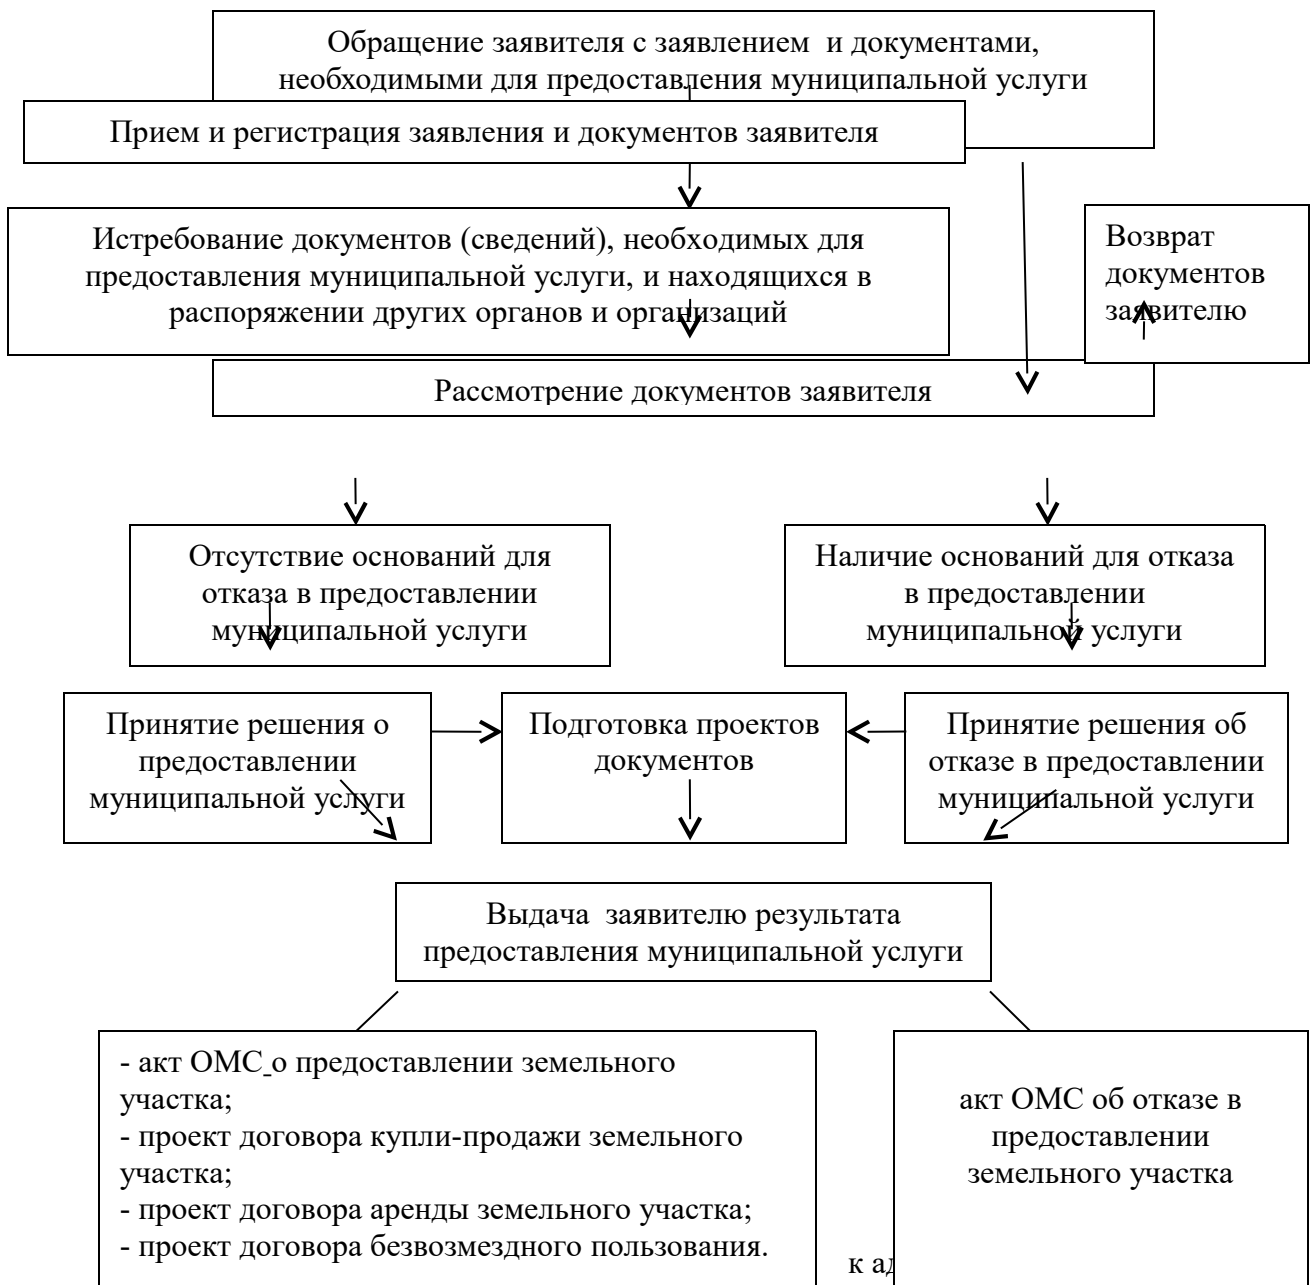 Обращение заявителя с заявлением и документами,
необходимыми для предоставления муниципальной услуги
Прием и регистрация заявления и документов заявителя
Истребование документов (сведений), необходимых для
предоставления муниципальной услуги, и находящихся в
распоряжении других органов и организаций
Возврат
документов
заявителю
Рассмотрение документов заявителя
Отсутствие оснований для
отказа в предоставлении
муниципальной услуги
Наличие оснований для отказа
в предоставлении
муниципальной услуги
Принятие решения о
предоставлении
муниципальной услуги
Подготовка проектов
документов
Принятие решения об
отказе в предоставлении
муниципальной услуги
Выдача заявителю результата
предоставления муниципальной услуги
- акт ОМС о предоставлении земельного
участка;
- проект договора купли-продажи земельного
участка;
- проект договора аренды земельного участка;
- проект договора безвозмездного пользования.
акт ОМС об отказе в
предоставлении
земельного участка
к